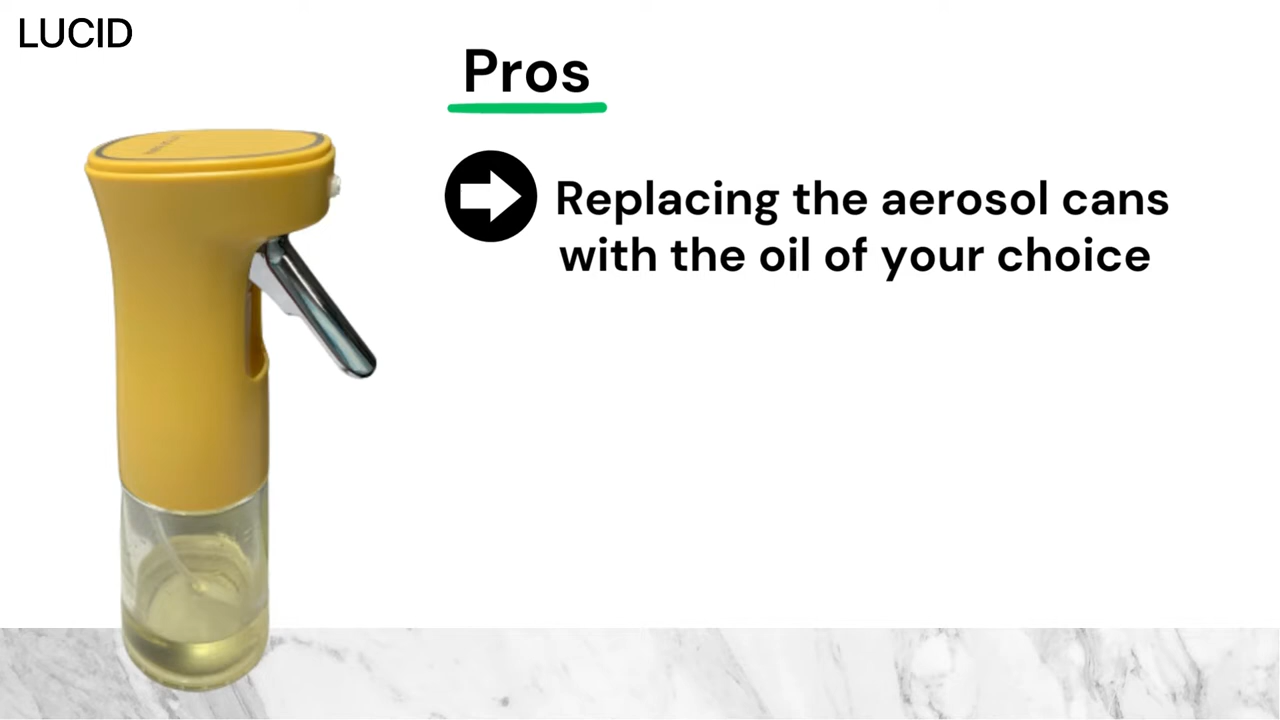 LUCID
Pros
Replacing the aerosol cans
with the oil of your choice